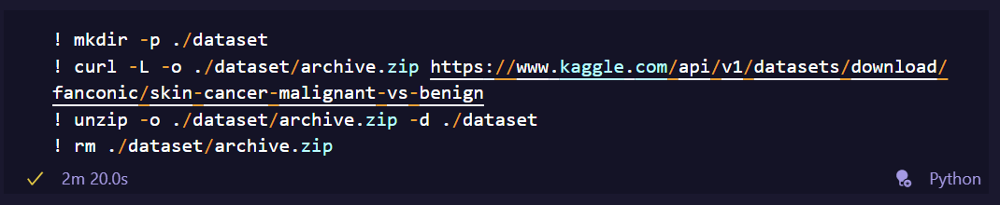 ! mkdir -p ./dataset
! curl -L -o ./dataset/archive.zip https://www.kaggle.com/api/v1/datasets/download/
fanconic/skin-cancer-malignant-vs-benign
! unzip -o ./dataset/archive.zip -d ./dataset
! rm ./dataset/archive.zip
2m 20.0s Python